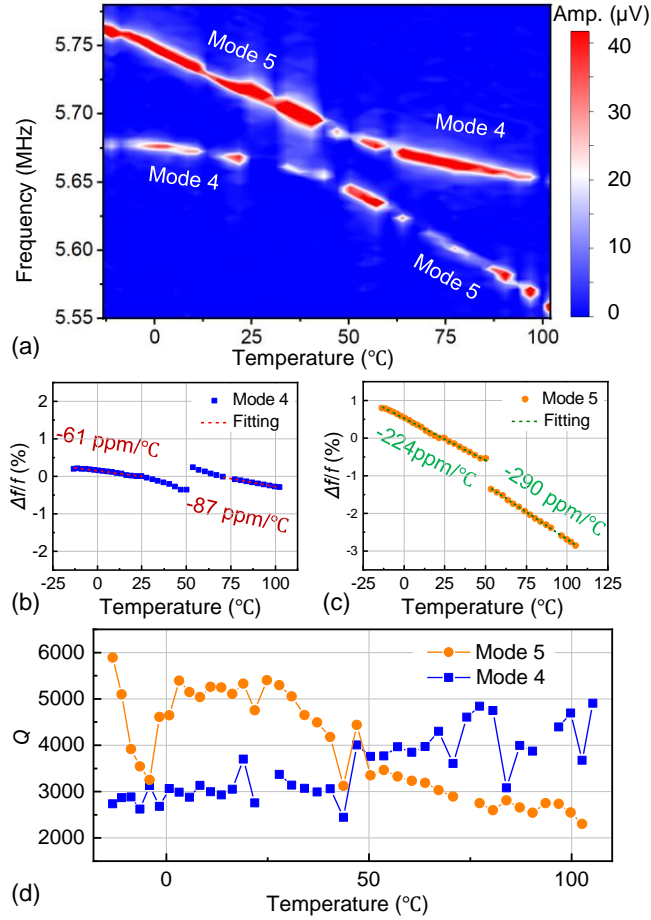 Amp. (µV)
5.75
5.70
5.65
5.60
5.55
Frequency (MHz)
Mode 5
Mode 4
Mode 4
Mode 5
40
30
20
10
0
0
25
50
75
100
(a)
Temperature (℃)
2
1
0
-1
-2
Δf/f (%)
Mode 4
Fitting
-61 ppm/℃
-87 ppm/℃
-25
0
25
50
75
100
125
(b)
Temperature (℃)
2
1
0
-1
-2
-3
Δf/f (%)
Mode 5
Fitting
-224ppm/℃
-290 ppm/℃
-25
0
25
50
75
100
125
(c)
Temperature (℃)
6000
5000
4000
3000
2000
Q
Mode 5
Mode 4
0
50
100
(d)
Temperature (℃)